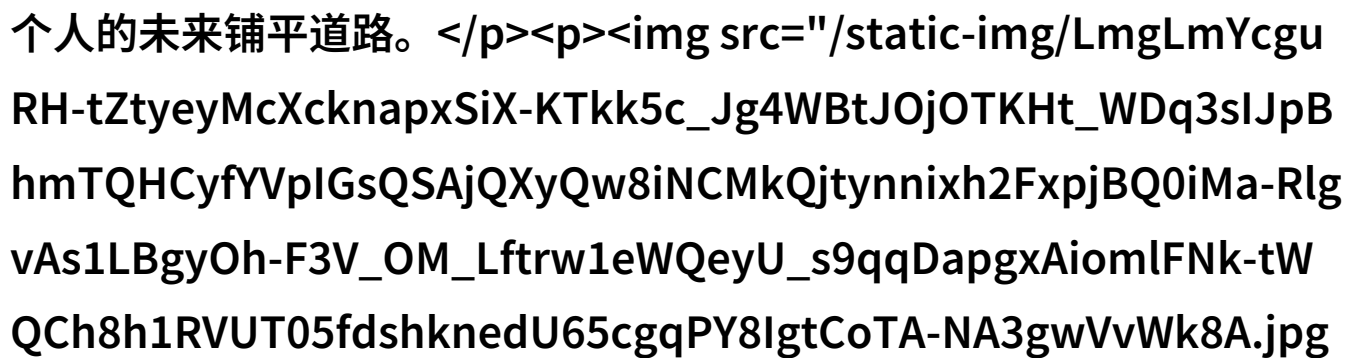 个人的未来铺平道路。</p><p><img src="/static-img/LmgLmYcgu
RH-tZtyeyMcXcknapxSiX-KTkk5c_Jg4WBtJOjOTKHt_WDq3sIJpB
hmTQHCyfYVpIGsQSAjQXyQw8iNCMkQjtynnixh2FxpjBQ0iMa-Rlg
vAs1LBgyOh-F3V_OM_Lftrw1eWQeyU_s9qqDapgxAiomlFNk-tW
QCh8h1RVUT05fdshknedU65cgqPY8IgtCoTA-NA3gwVvWk8A.jpg